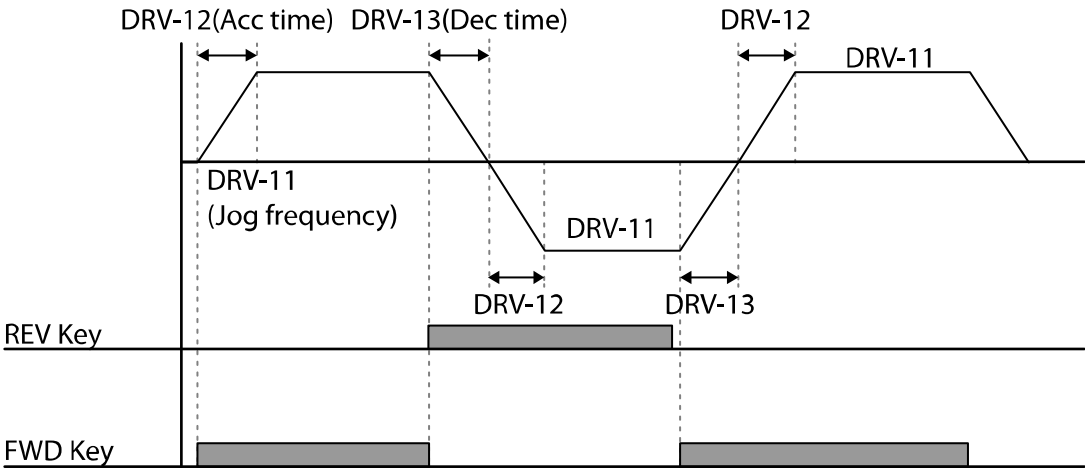 DRV-12(Acc time)
DRV-13(Dec time)
DRV-12
DRV-11
DRV-11
(Jog frequency)
DRV-11
DRV-12
DRV-13
REV Key
FWD Key